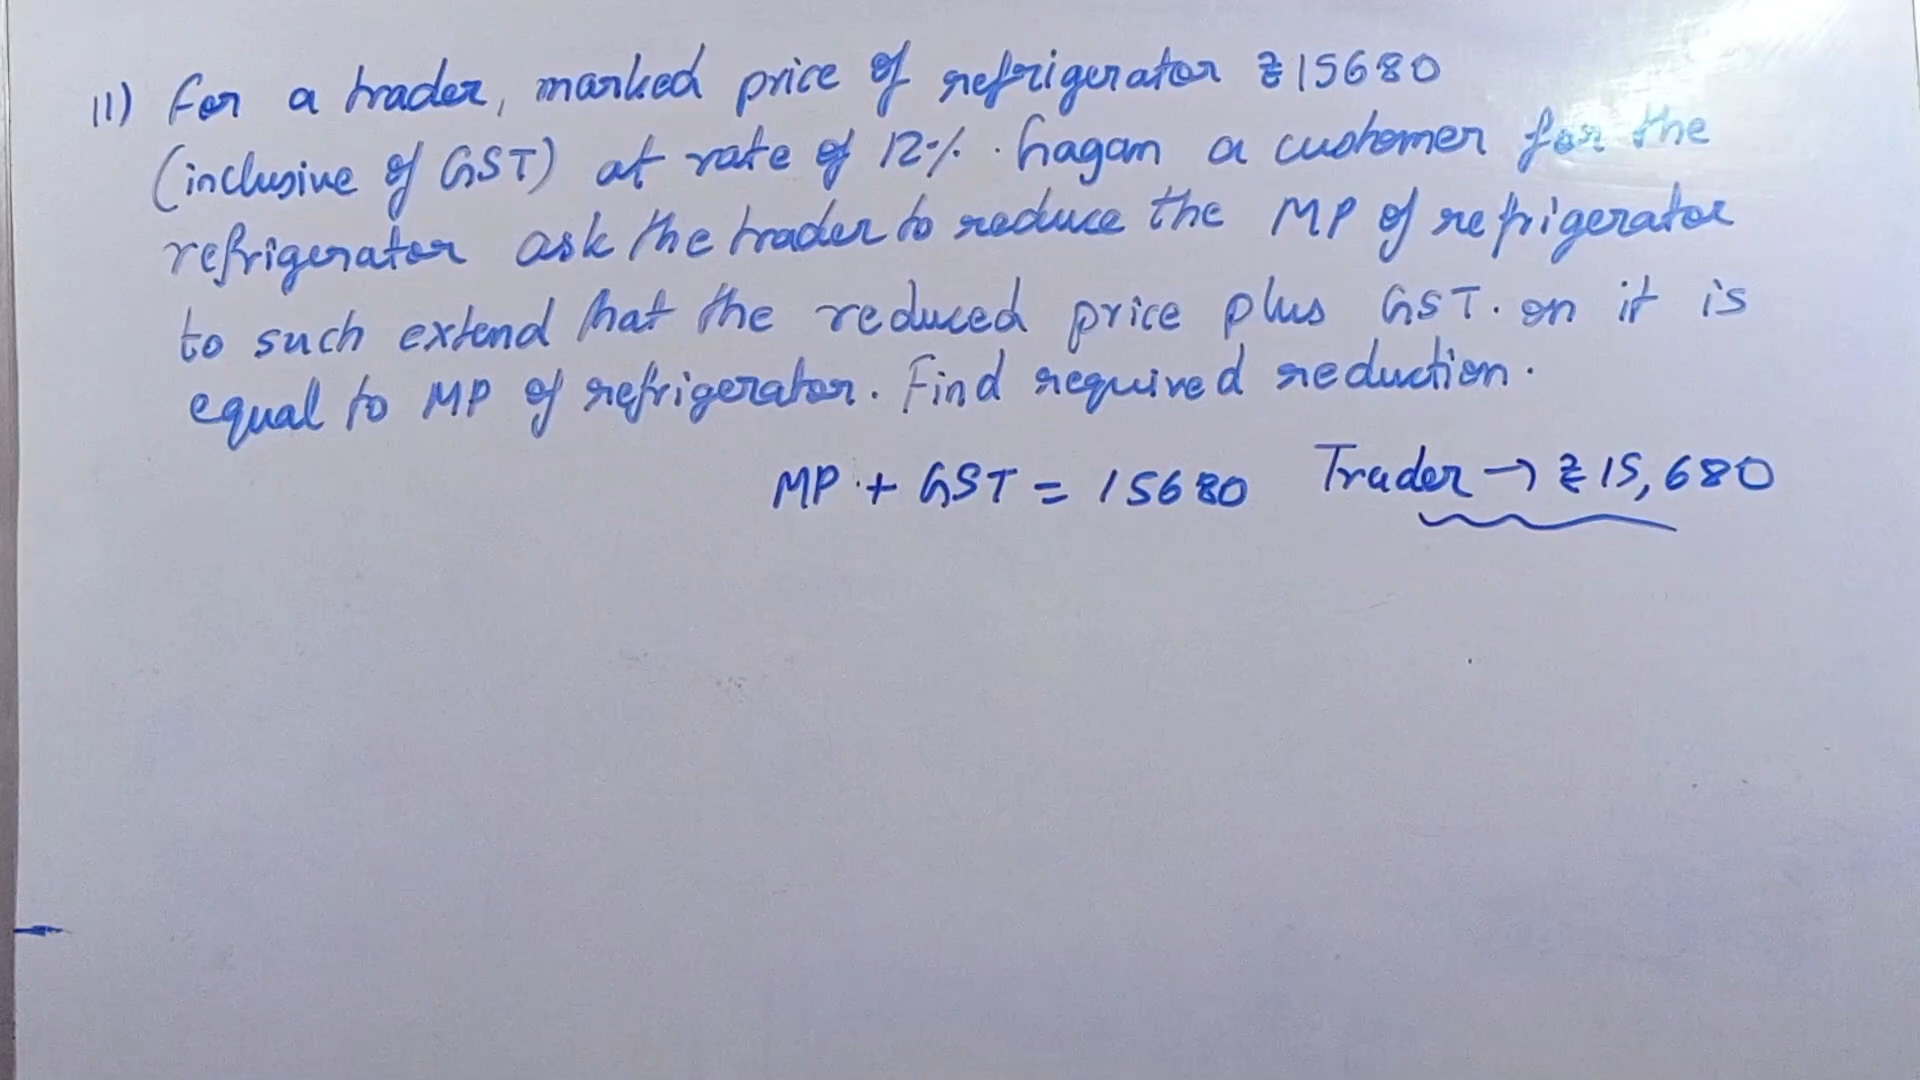 11) For a trader, marked price of refrigerator ₹15680
(inclusive of GST) at rate of 12%. Gagan a customer for the
refrigerator ask the trader to reduce the MP of refrigerator
to such extend that the reduced price plus GST. on it is
equal to MP of refrigerator. Find required reduction.
MP + GST = 15680 Trader → ₹15,680